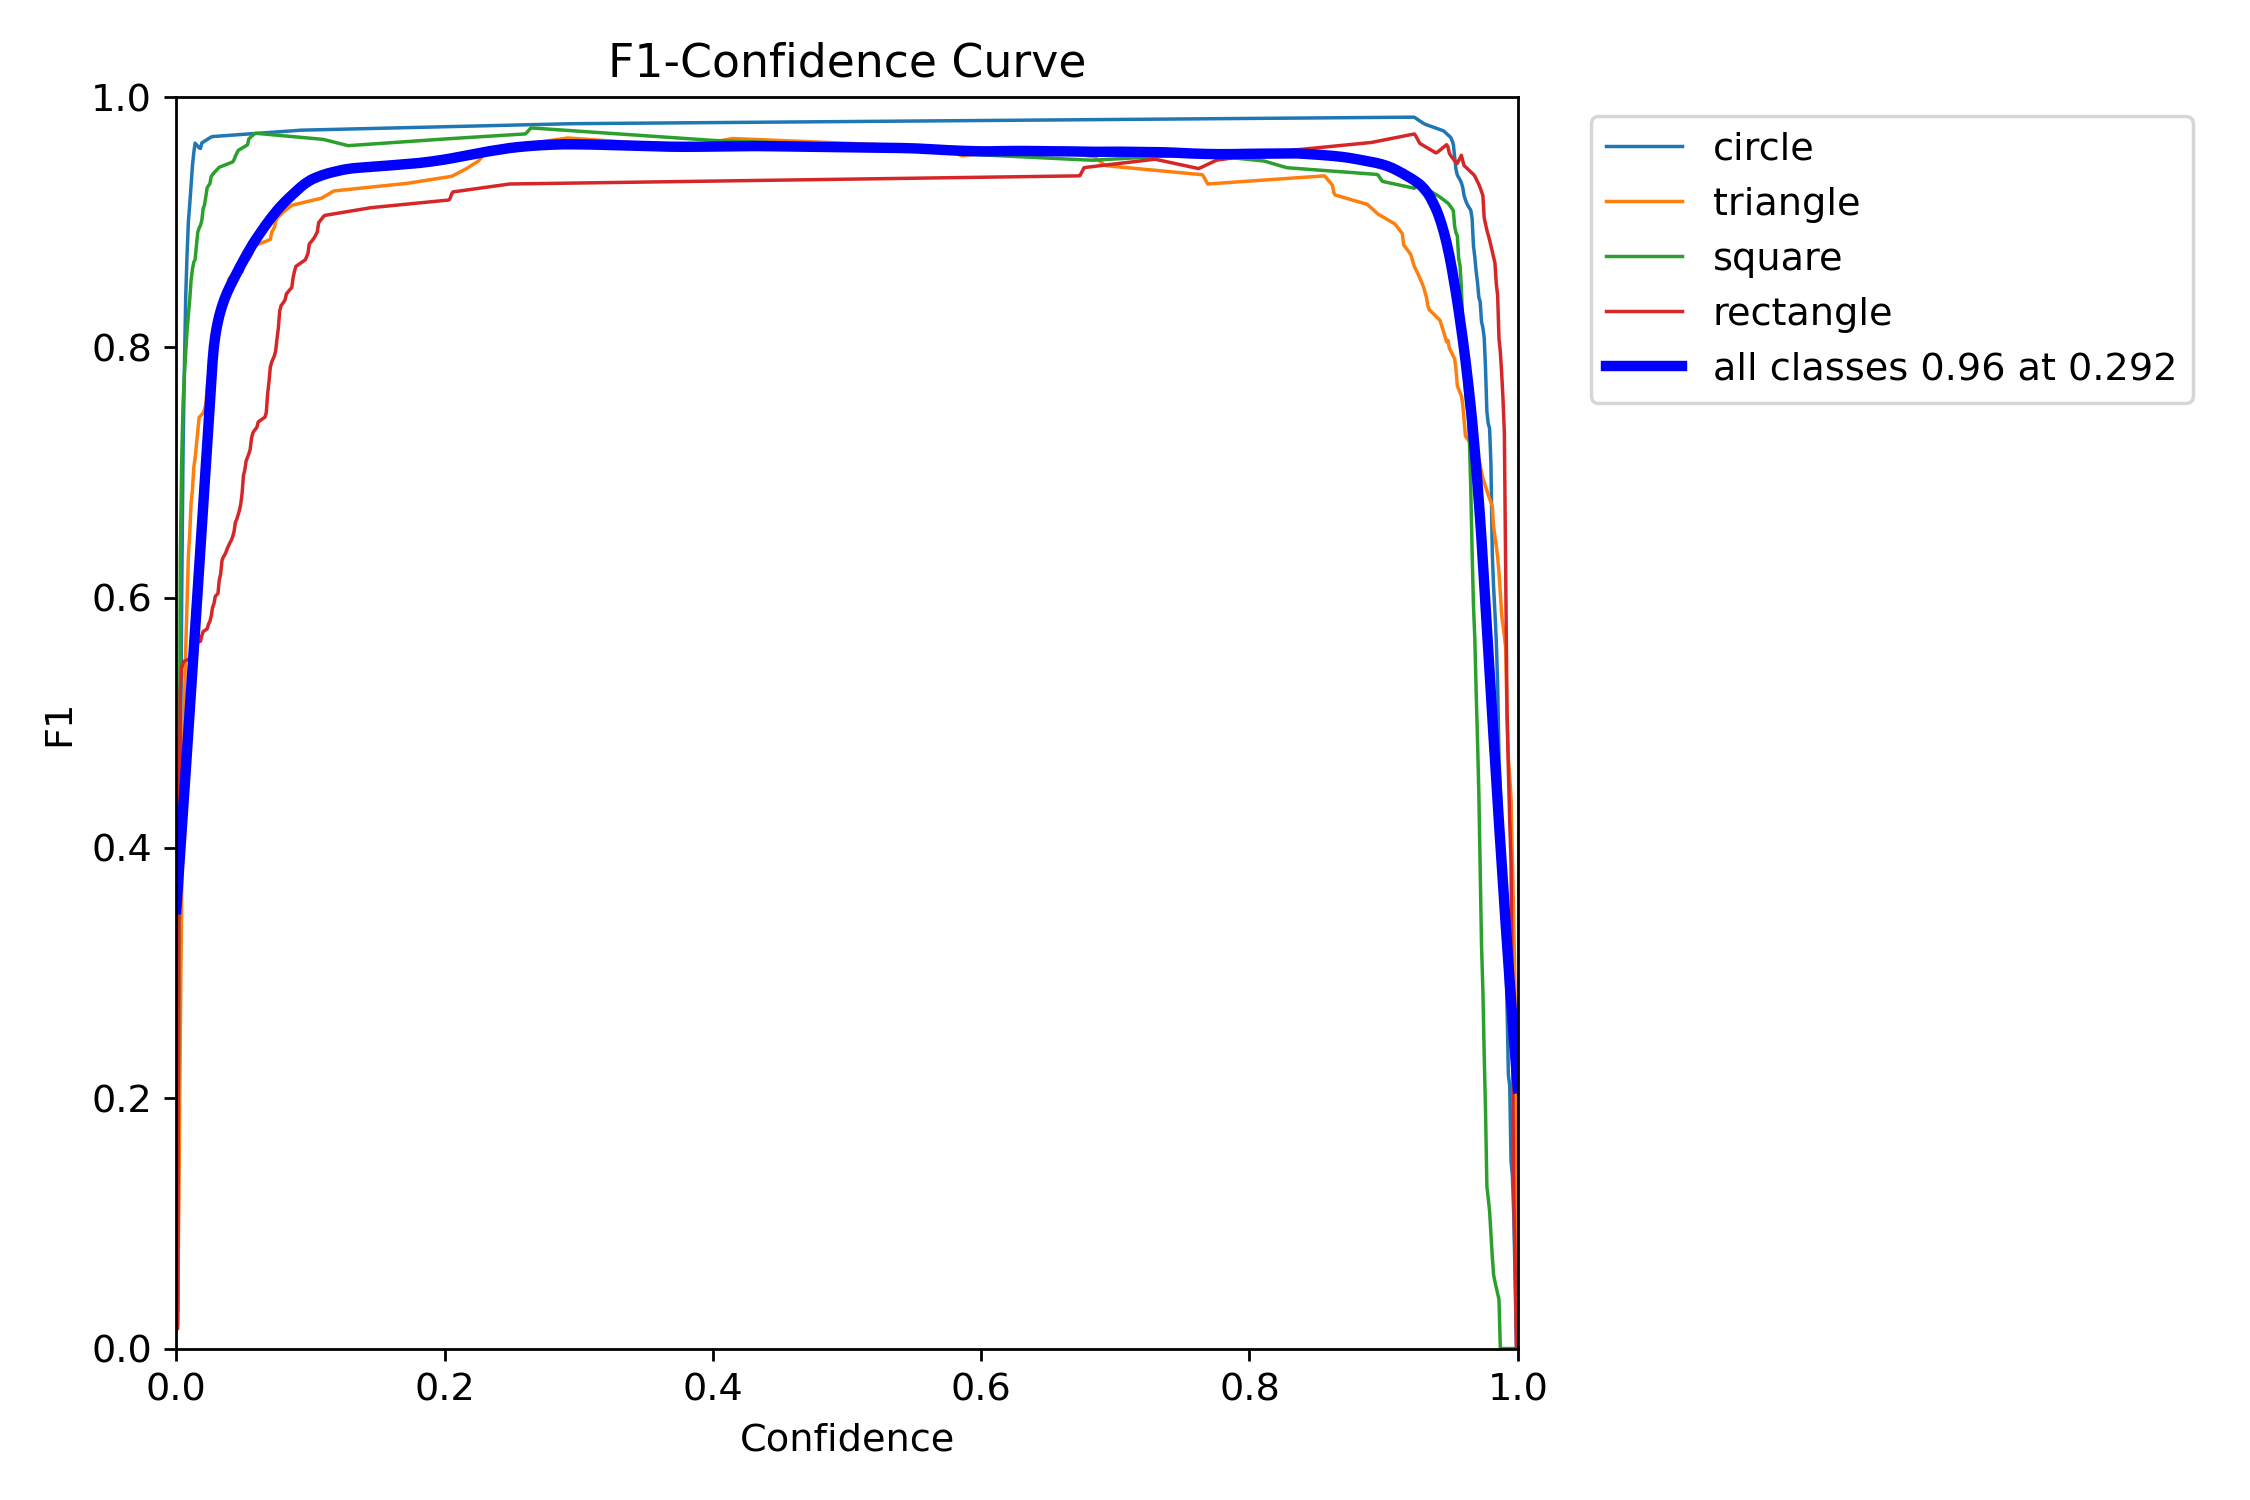 F1-Confidence Curve
1.0
0.8
0.6
0.4
0.2
0.0
F1
0.0 0.2 0.4 0.6 0.8 1.0
Confidence
circle
triangle
square
rectangle
all classes 0.96 at 0.292